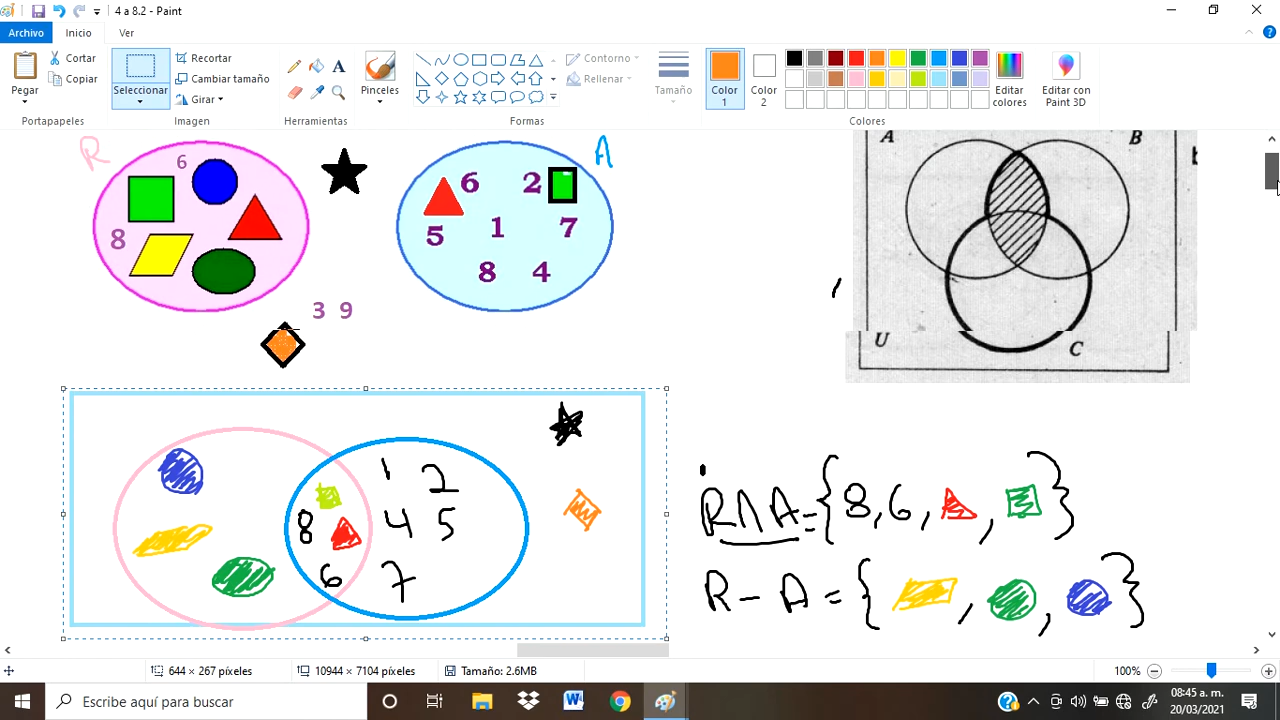 4 a 8.2 - Paint
Archivo Inicio Ver
Pegar
Cortar
Copiar
Portapapeles
Seleccionar
Recortar
Cambiar tamaño
Girar
Imagen
A
Herramientas
Pinceles
Formas
Contorno
Rellenar
Tamaño
Color 1
Color 2
Editar colores
Editar con Paint 3D
Colores
R
6
8
A
6 2
5 1 7
8 4
3 9
A B
U C
1 2
8 4 5
6 7
R∩A={8,6, , }
R-A={ , , }
644 × 267 píxeles
10944 × 7104 píxeles
Tamaño: 2.6MB
100%
Escribe aquí para buscar
08:45 a. m.
20/03/2021